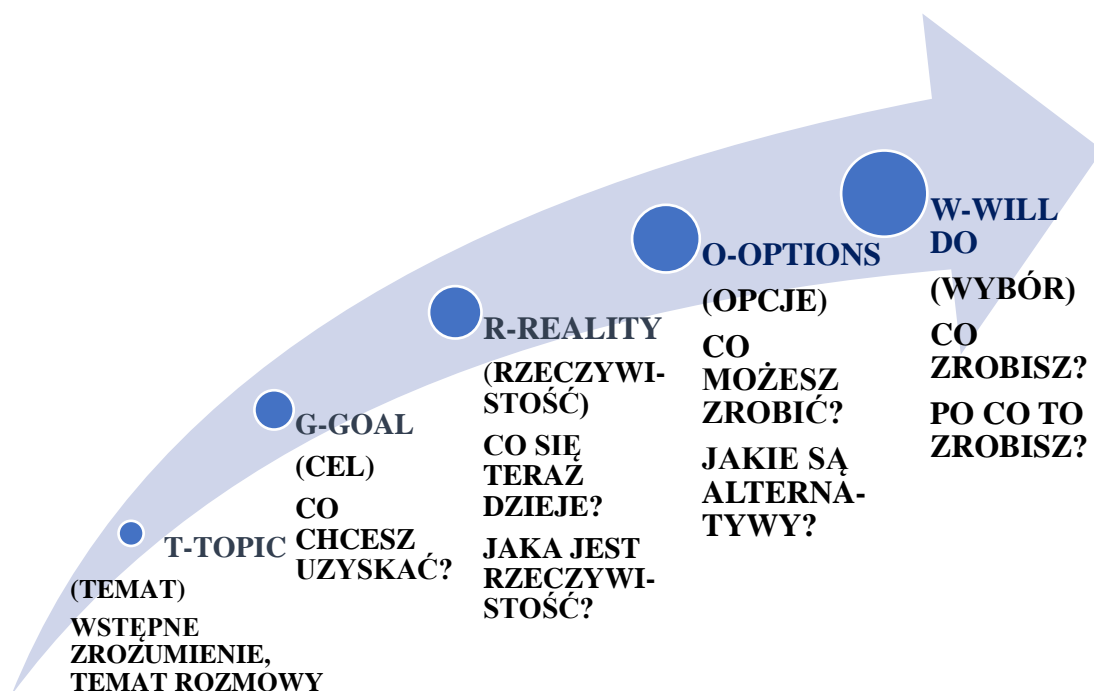 T-TOPIC
(TEMAT)
WSTĘPNE
ZROZUMIENIE,
TEMAT ROZMOWY
G-GOAL
(CEL)
CO
CHCESZ
UZYSKAĆ?
R-REALITY
(RZECZYWI-
STOŚĆ)
CO SIĘ
TERAZ
DZIEJE?
JAKA JEST
RZECZYWI-
STOŚĆ?
O-OPTIONS
(OPCJE)
CO
MOŻESZ
ZROBIĆ?
JAKIE SĄ
ALTERNA-
TYWY?
W-WILL
DO
(WYBÓR)
CO
ZROBISZ?
PO CO TO
ZROBISZ?